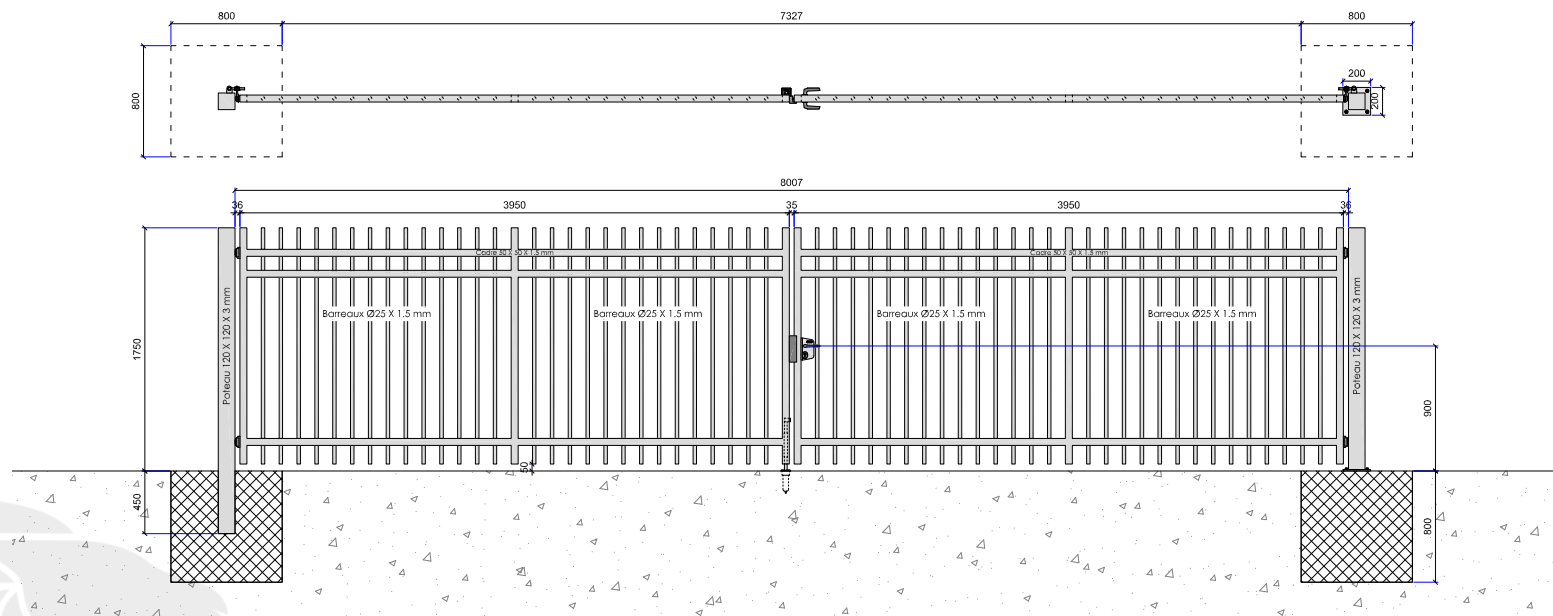 800
7327
800
800
200
200
8007
36
3950
35
3950
36
Cadre 50 X 50 X 1.5 mm
Cadre 50 X 50 X 1.5 mm
Barreaux Ø25 X 1.5 mm
Barreaux Ø25 X 1.5 mm
Barreaux Ø25 X 1.5 mm
Barreaux Ø25 X 1.5 mm
Poteau 120 X 120 X 3 mm
Poteau 120 X 120 X 3 mm
1750
900
50
450
800